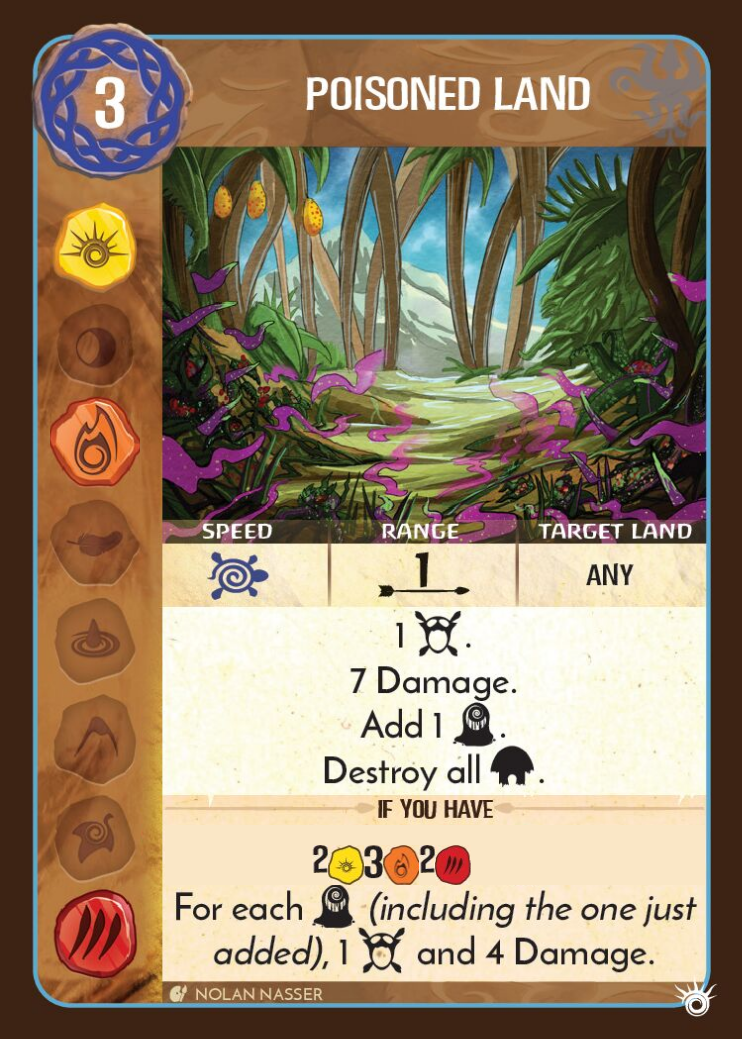 3
POISONED LAND
SPEED RANGE TARGET LAND
1 ANY
1 .
7 Damage.
Add 1 .
Destroy all .
IF YOU HAVE
2 3 2
For each (including the one just
added), 1 and 4 Damage.
NOLAN NASSER